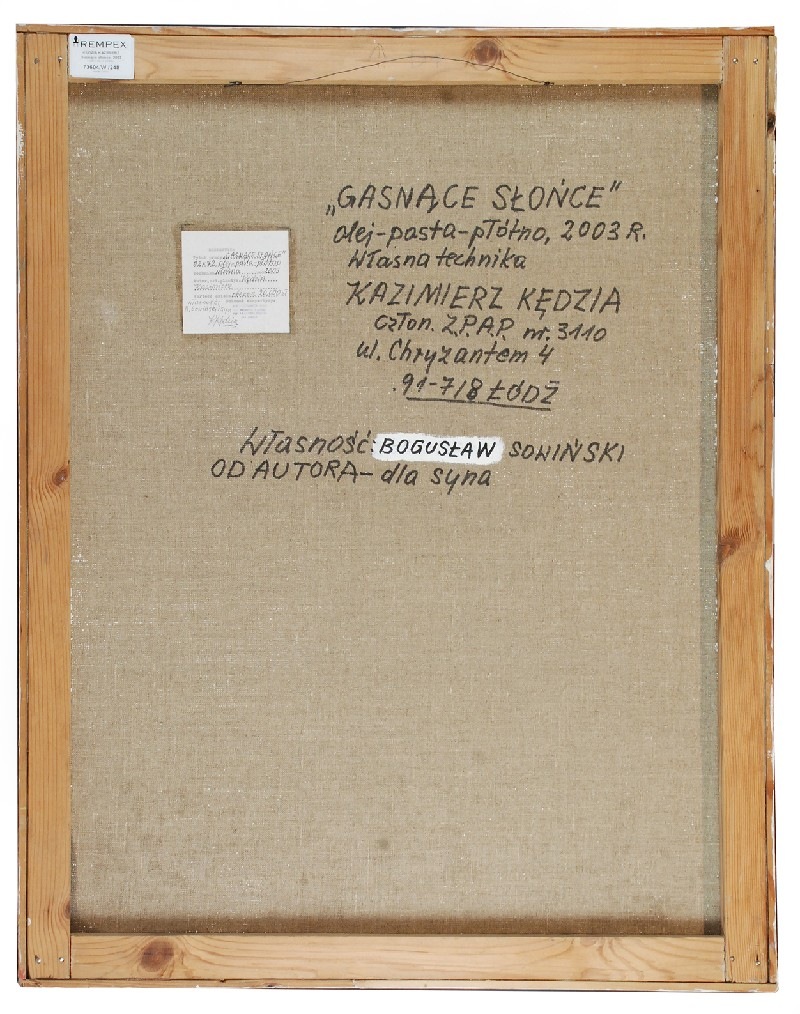 REMPEX
„GASNĄCE SŁOŃCE”
olej-pasta-płótno, 2003 R.
Własna technika
KAZIMIERZ KĘDZIA
człon. Z.P.A.P. nr. 3110
ul. Chryzantem 4
91-718 ŁÓDŹ
Własność: BOGUSŁAW SOWIŃSKI
OD AUTORA – dla syna